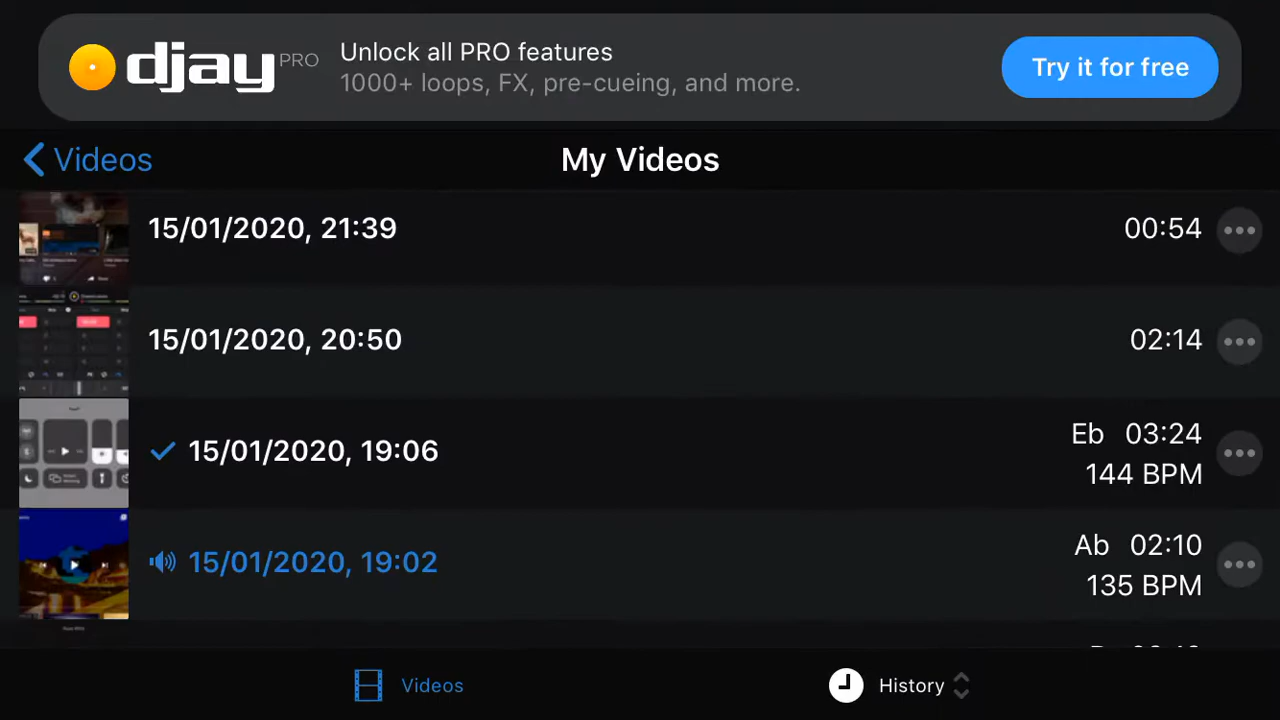 djay PRO
Unlock all PRO features
1000+ loops, FX, pre-cueing, and more.
Try it for free
Videos
My Videos
15/01/2020, 21:39
00:54
15/01/2020, 20:50
02:14
15/01/2020, 19:06
Eb 03:24
144 BPM
15/01/2020, 19:02
Ab 02:10
135 BPM
Videos
History